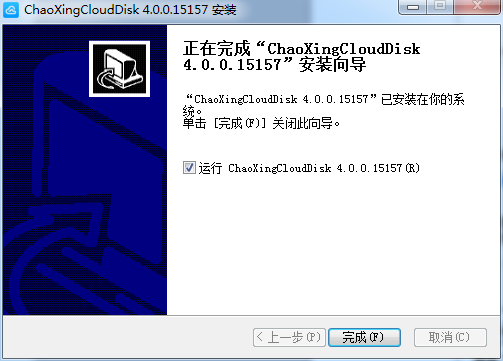 ChaoXingCloudDisk 4.0.0.15157 安装
正在完成“ChaoXingCloudDisk
4.0.0.15157”安装向导
“ChaoXingCloudDisk 4.0.0.15157”已安装在你的系
统。
单击 [完成(F)] 关闭此向导。
运行 ChaoXingCloudDisk 4.0.0.15157(R)
< 上一步(P)
完成(F)
取消(C)